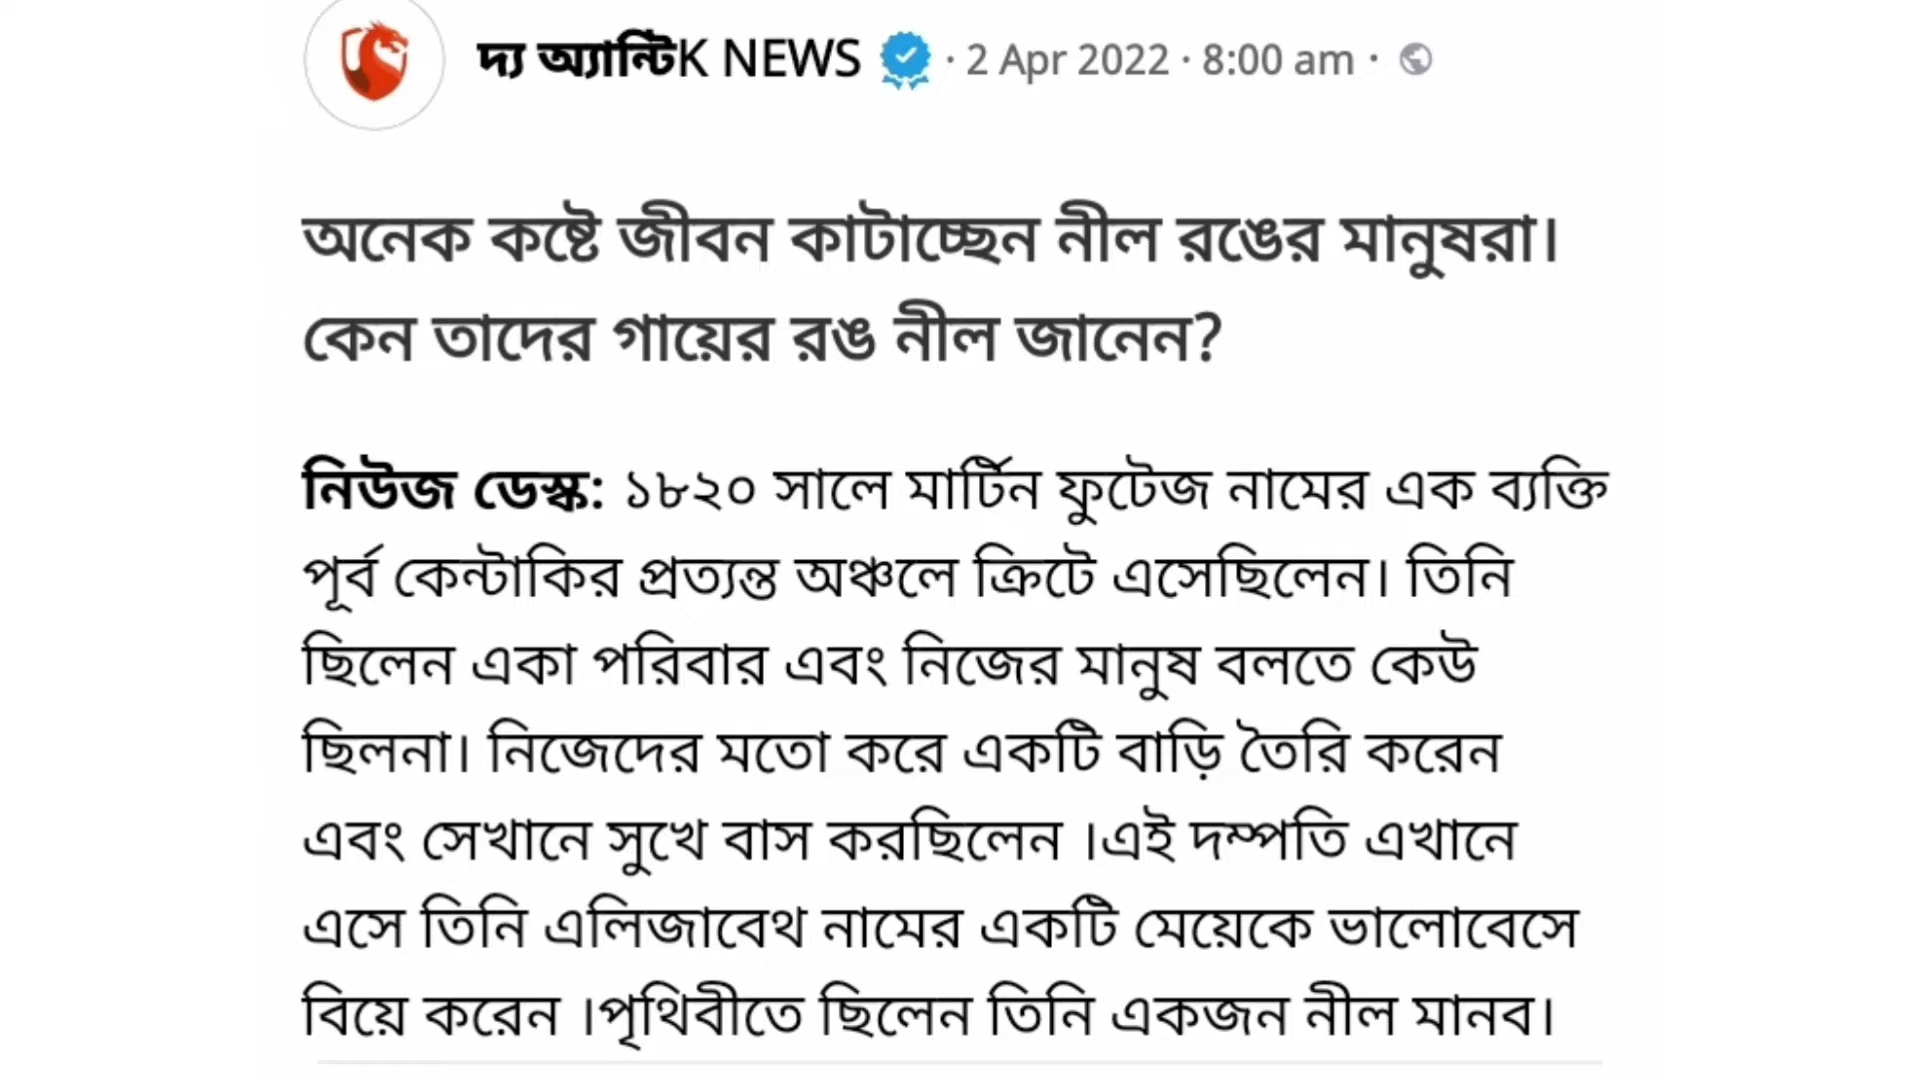 দ্য অ্যান্টিK NEWS · 2 Apr 2022 · 8:00 am ·
অনেক কষ্টে জীবন কাটাচ্ছেন নীল রঙের মানুষরা।
কেন তাদের গায়ের রঙ নীল জানেন?
নিউজ ডেস্ক: ১৮২০ সালে মার্টিন ফুটেজ নামের এক ব্যক্তি
পূর্ব কেন্টাকির প্রত্যন্ত অঞ্চলে ক্রিটে এসেছিলেন। তিনি
ছিলেন একা পরিবার এবং নিজের মানুষ বলতে কেউ
ছিলনা। নিজেদের মতো করে একটি বাড়ি তৈরি করেন
এবং সেখানে সুখে বাস করছিলেন ।এই দম্পতি এখানে
এসে তিনি এলিজাবেথ নামের একটি মেয়েকে ভালোবেসে
বিয়ে করেন ।পৃথিবীতে ছিলেন তিনি একজন নীল মানব।